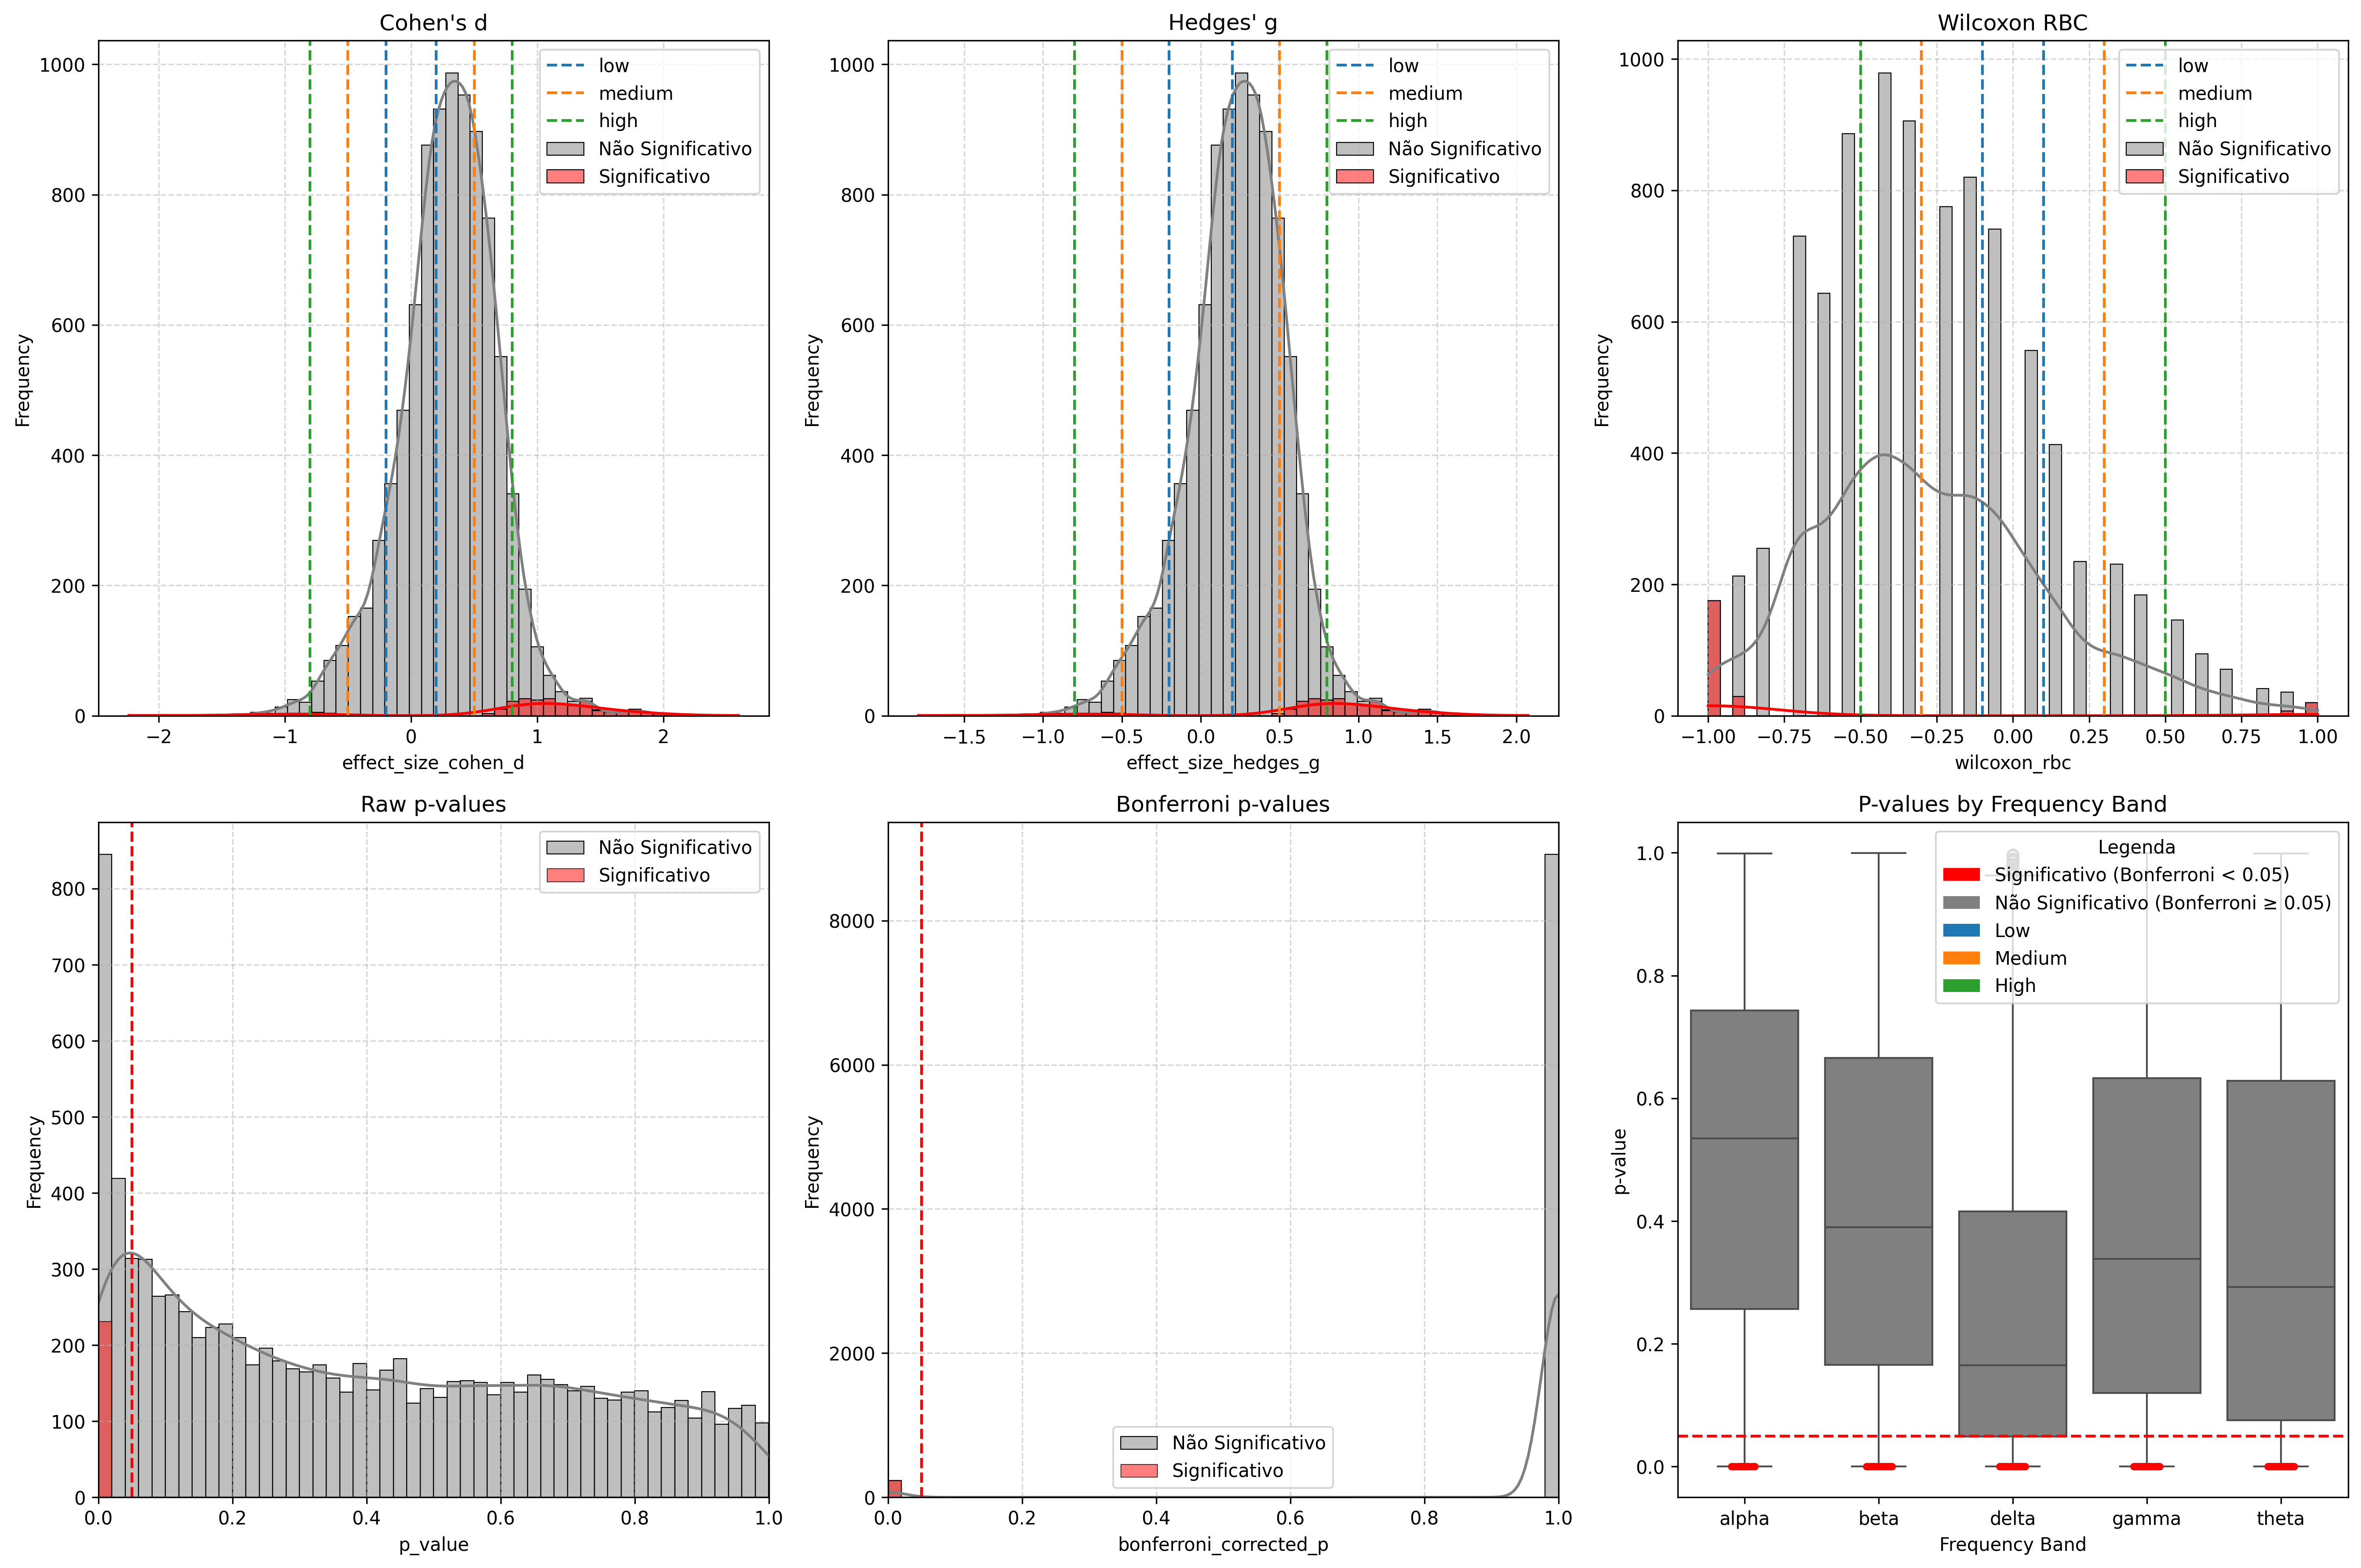 Cohen's d
Frequency
1000
800
600
400
200
0
−2
−1
0
1
2
effect_size_cohen_d
low
medium
high
Não Significativo
Significativo
Hedges' g
Frequency
1000
800
600
400
200
0
−1.5
−1.0
−0.5
0.0
0.5
1.0
1.5
2.0
effect_size_hedges_g
low
medium
high
Não Significativo
Significativo
Wilcoxon RBC
Frequency
1000
800
600
400
200
0
−1.00
−0.75
−0.50
−0.25
0.00
0.25
0.50
0.75
1.00
wilcoxon_rbc
low
medium
high
Não Significativo
Significativo
Raw p-values
Frequency
800
700
600
500
400
300
200
100
0
0.0
0.2
0.4
0.6
0.8
1.0
p_value
Não Significativo
Significativo
Bonferroni p-values
Frequency
8000
6000
4000
2000
0
0.0
0.2
0.4
0.6
0.8
1.0
bonferroni_corrected_p
Não Significativo
Significativo
P-values by Frequency Band
p-value
1.0
0.8
0.6
0.4
0.2
0.0
alpha
beta
delta
gamma
theta
Frequency Band
Legenda
Significativo (Bonferroni < 0.05)
Não Significativo (Bonferroni ≥ 0.05)
Low
Medium
High